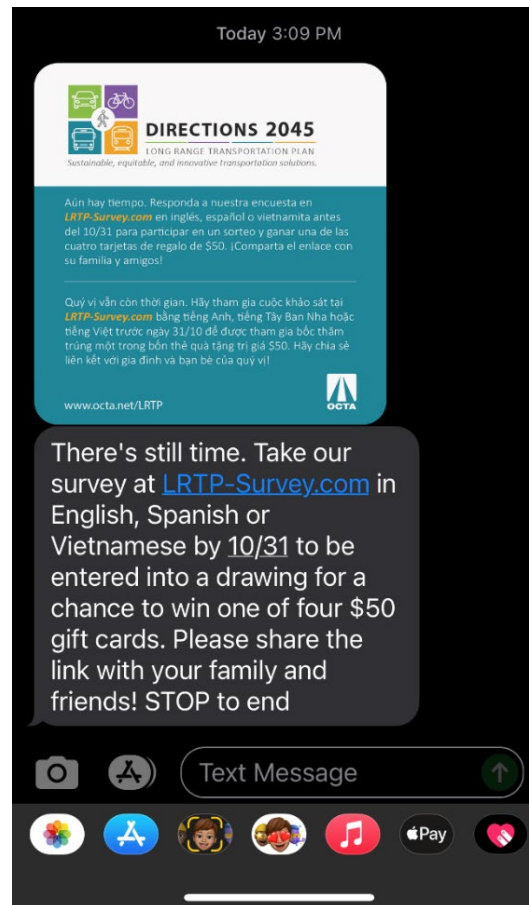 Today 3:09 PM
DIRECTIONS 2045
LONG RANGE TRANSPORTATION PLAN
Sustainable, equitable, and innovative transportation solutions.
Aún hay tiempo. Responda a nuestra encuesta en
LRTP-Survey.com en inglés, español o vietnamita antes
del 10/31 para participar en un sorteo y ganar una de las
cuatro tarjetas de regalo de $50. ¡Comparta el enlace con
su familia y amigos!
Quý vị vẫn còn thời gian. Hãy tham gia cuộc khảo sát tại
LRTP-Survey.com bằng tiếng Anh, tiếng Tây Ban Nha hoặc
tiếng Việt trước ngày 31/10 để được tham gia bốc thăm
trúng một trong bốn thẻ quà tặng trị giá $50. Hãy chia sẻ
liên kết với gia đình và bạn bè của quý vị!
www.octa.net/LRTP
OCTA
There's still time. Take our
survey at LRTP-Survey.com in
English, Spanish or
Vietnamese by 10/31 to be
entered into a drawing for a
chance to win one of four $50
gift cards. Please share the
link with your family and
friends! STOP to end
Text Message
Pay